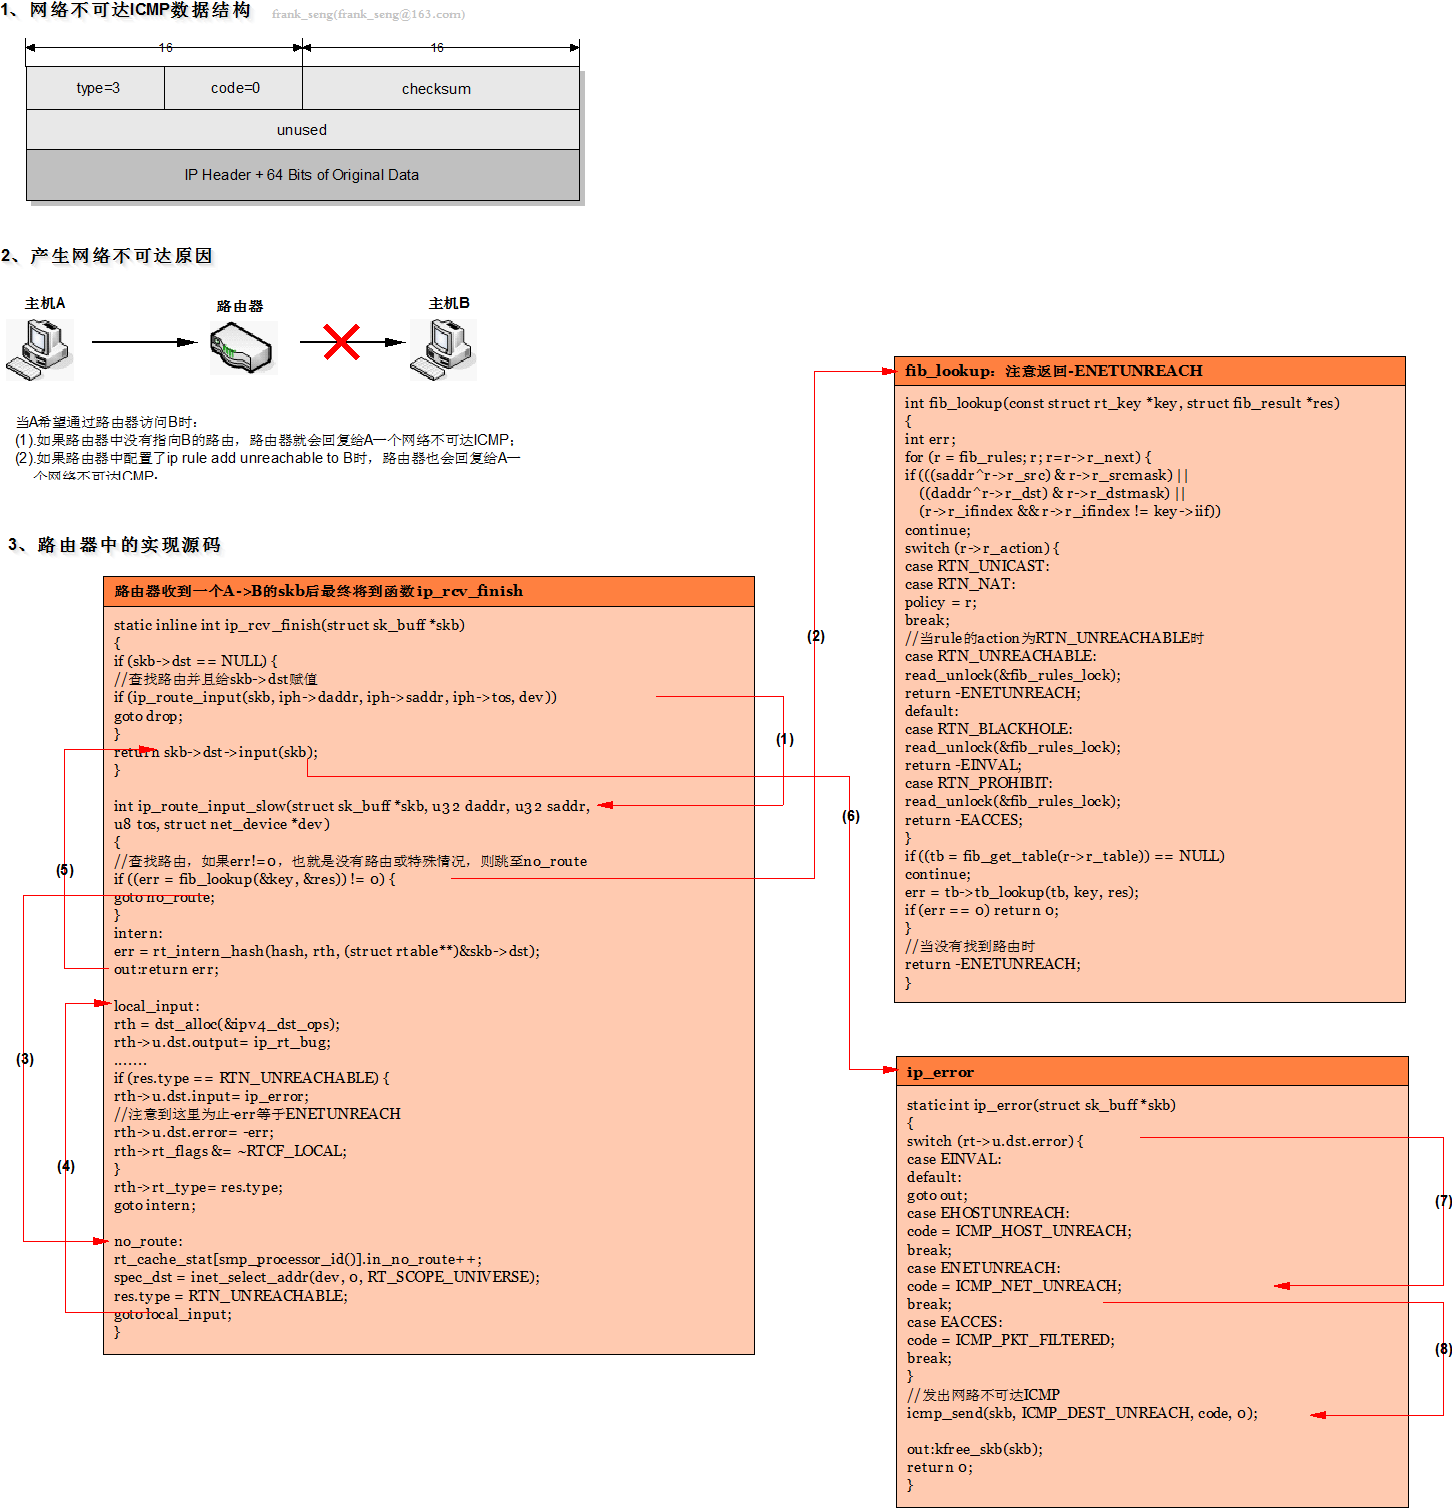 1、网络不可达ICMP数据结构
frank_seng(frank_seng@163.com)
16
16
type=3
code=0
checksum
unused
IP Header + 64 Bits of Original Data
2、产生网络不可达原因
主机A
路由器
主机B
当A希望通过路由器访问B时：
(1).如果路由器中没有指向B的路由，路由器就会回复给A一个网络不可达ICMP；
(2).如果路由器中配置了ip rule add unreachable to B时，路由器也会回复给A一
个网络不可达ICMP；
3、路由器中的实现源码
路由器收到一个A->B的skb后最终将到函数ip_rcv_finish
static inline int ip_rcv_finish(struct sk_buff *skb)
{
if (skb->dst == NULL) {
//查找路由并且给skb->dst赋值
if (ip_route_input(skb, iph->daddr, iph->saddr, iph->tos, dev))
goto drop;
}
return skb->dst->input(skb);
}
int ip_route_input_slow(struct sk_buff *skb, u32 daddr, u32 saddr,
u8 tos, struct net_device *dev)
{
//查找路由，如果err!=0，也就是没有路由或特殊情况，则跳至no_route
if ((err = fib_lookup(&key, &res)) != 0) {
goto no_route;
}
intern:
err = rt_intern_hash(hash, rth, (struct rtable**)&skb->dst);
out:return err;
local_input:
rth = dst_alloc(&ipv4_dst_ops);
rth->u.dst.output= ip_rt_bug;
.......
if (res.type == RTN_UNREACHABLE) {
rth->u.dst.input= ip_error;
//注意到这里为止-err等于ENETUNREACH
rth->u.dst.error= -err;
rth->rt_flags &= ~RTCF_LOCAL;
}
rth->rt_type= res.type;
goto intern;
no_route:
rt_cache_stat[smp_processor_id()].in_no_route++;
spec_dst = inet_select_addr(dev, 0, RT_SCOPE_UNIVERSE);
res.type = RTN_UNREACHABLE;
goto local_input;
}
(1)
(2)
(3)
(4)
(5)
(6)
fib_lookup：注意返回-ENETUNREACH
int fib_lookup(const struct rt_key *key, struct fib_result *res)
{
int err;
for (r = fib_rules; r; r=r->r_next) {
if (((saddr^r->r_src) & r->r_srcmask) ||
((daddr^r->r_dst) & r->r_dstmask) ||
(r->r_ifindex && r->r_ifindex != key->iif))
continue;
switch (r->r_action) {
case RTN_UNICAST:
case RTN_NAT:
policy = r;
break;
//当rule的action为RTN_UNREACHABLE时
case RTN_UNREACHABLE:
read_unlock(&fib_rules_lock);
return -ENETUNREACH;
default:
case RTN_BLACKHOLE:
read_unlock(&fib_rules_lock);
return -EINVAL;
case RTN_PROHIBIT:
read_unlock(&fib_rules_lock);
return -EACCES;
}
if ((tb = fib_get_table(r->r_table)) == NULL)
continue;
err = tb->tb_lookup(tb, key, res);
if (err == 0) return 0;
}
//当没有找到路由时
return -ENETUNREACH;
}
ip_error
static int ip_error(struct sk_buff *skb)
{
switch (rt->u.dst.error) {
case EINVAL:
default:
goto out;
case EHOSTUNREACH:
code = ICMP_HOST_UNREACH;
break;
case ENETUNREACH:
code = ICMP_NET_UNREACH;
break;
case EACCES:
code = ICMP_PKT_FILTERED;
break;
}
//发出网路不可达ICMP
icmp_send(skb, ICMP_DEST_UNREACH, code, 0);
out:kfree_skb(skb);
return 0;
}
(7)
(8)